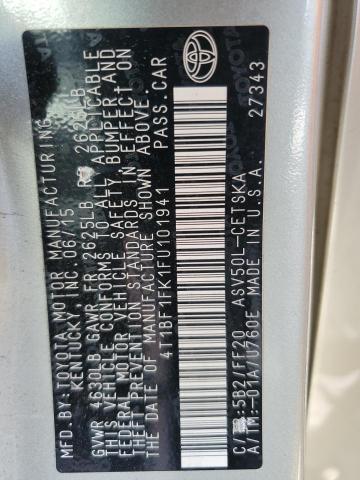 MFD.BY:TOYOTA MOTOR MANUFACTURING
KENTUCKY, INC. 06/15
GVWR 4630LB GAWR FR 2625LB RR 2625LB
THIS VEHICLE CONFORMS TO ALL APPLICABLE
FEDERAL MOTOR VEHICLE SAFETY, BUMPER AND
THEFT PREVENTION STANDARDS IN EFFECT ON
THE DATE OF MANUFACTURE SHOWN ABOVE.
4T4BF1FK1FU101941 PASS.CAR
C/TR:5B2/FF20 ASV50L-CETSKA
A/TM:-01A/U760E MADE IN U.S.A.
27343
TOYOTA